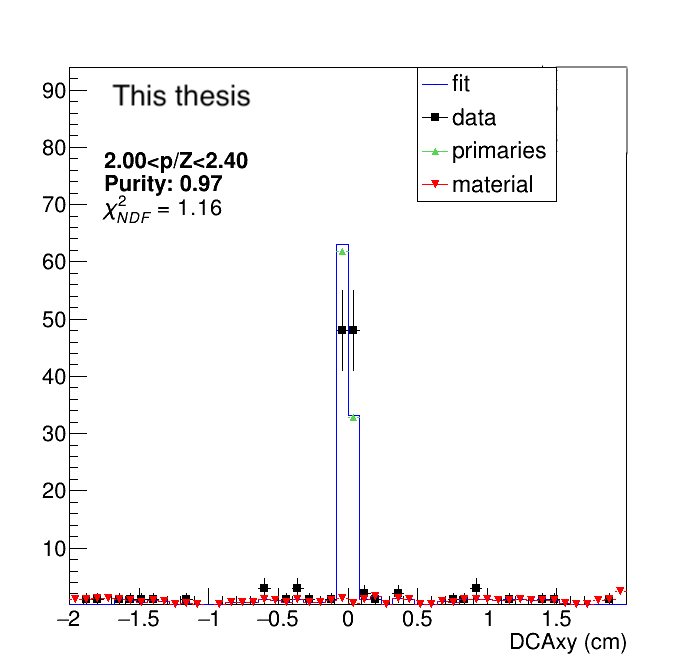 This thesis
2.00<p/Z<2.40
Purity: 0.97
χ²NDF = 1.16
fit
data
primaries
material
90
80
70
60
50
40
30
20
10
−2 −1.5 −1 −0.5 0 0.5 1 1.5
DCAxy (cm)